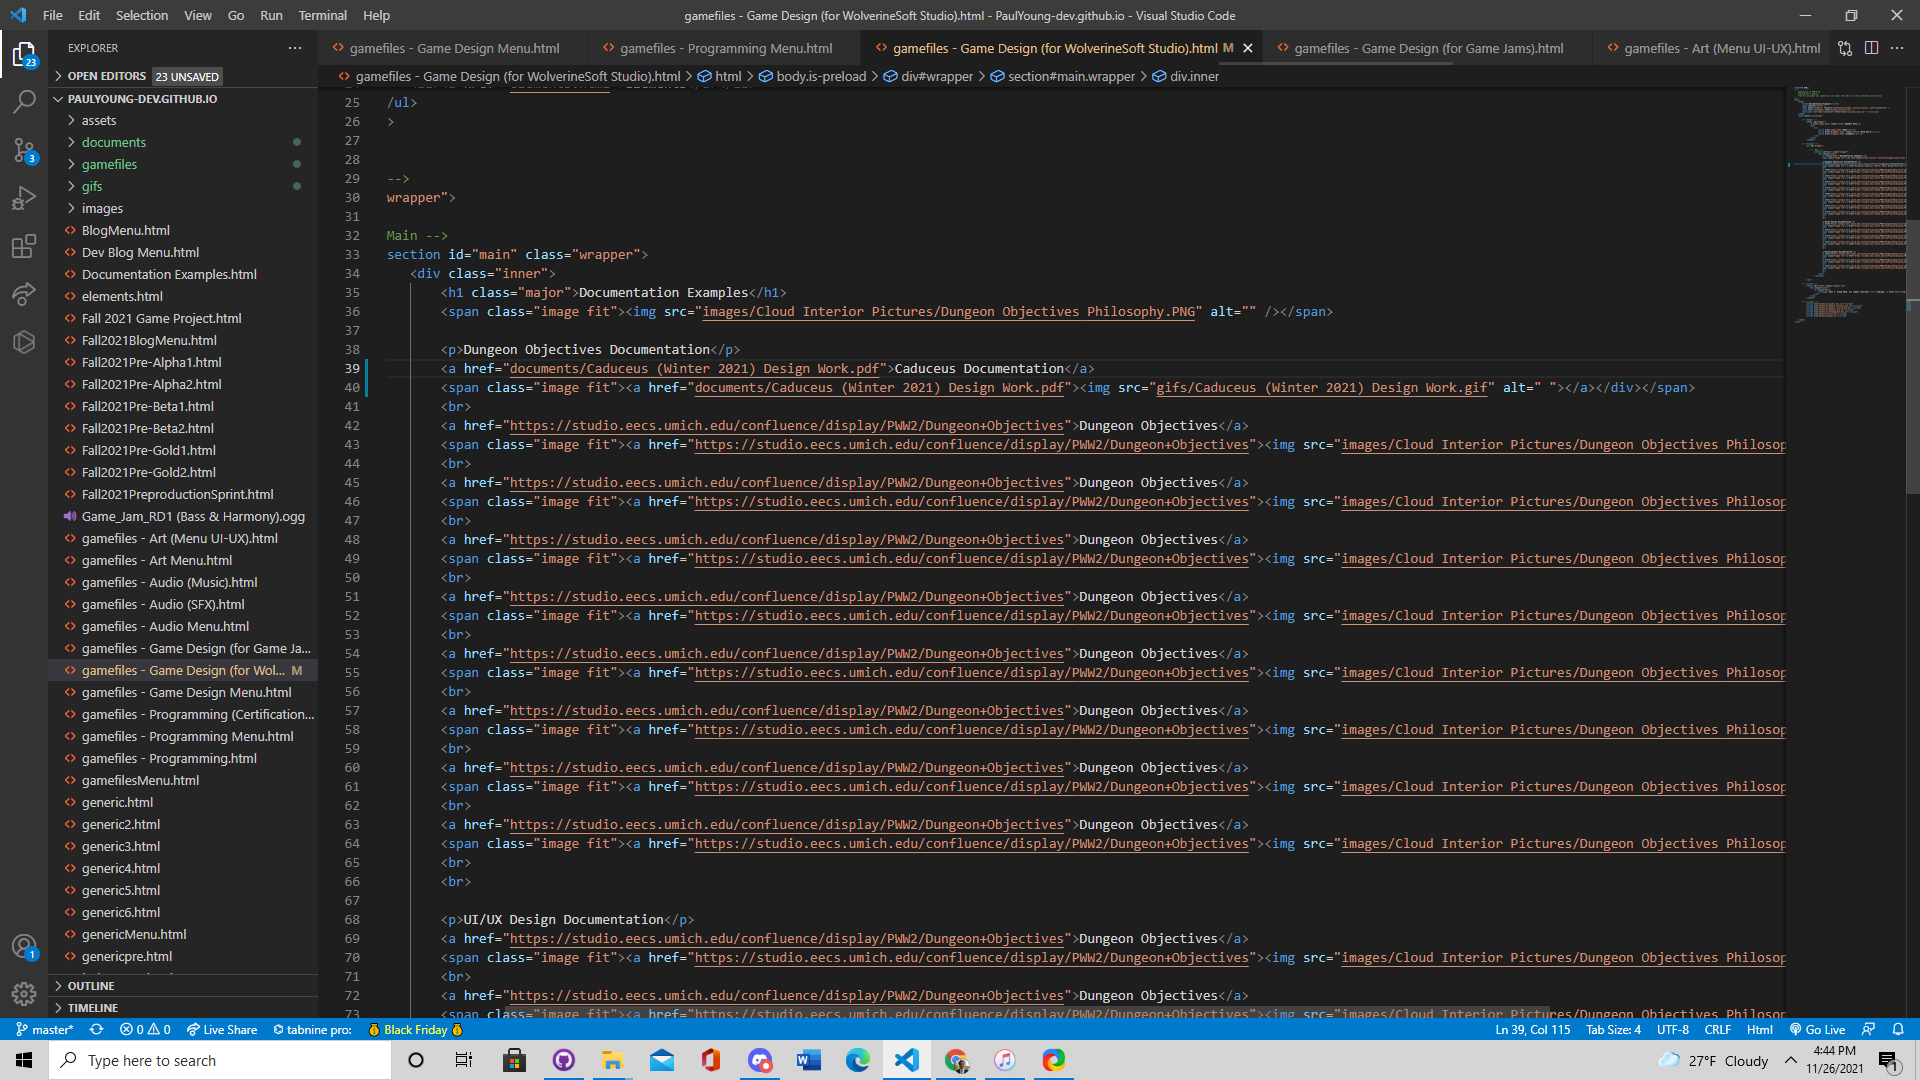 File Edit Selection View Go Run Terminal Help
gamefiles - Game Design (for WolverineSoft Studio).html - PaulYoung-dev.github.io - Visual Studio Code
EXPLORER
gamefiles - Game Design Menu.html
gamefiles - Programming Menu.html
gamefiles - Game Design (for WolverineSoft Studio).html M
gamefiles - Game Design (for Game Jams).html
gamefiles - Art (Menu UI-UX).html
23
3
1
OPEN EDITORS 23 UNSAVED
PAULYOUNG-DEV.GITHUB.IO
assets
documents
gamefiles
gifs
images
BlogMenu.html
Dev Blog Menu.html
Documentation Examples.html
elements.html
Fall 2021 Game Project.html
Fall2021BlogMenu.html
Fall2021Pre-Alpha1.html
Fall2021Pre-Alpha2.html
Fall2021Pre-Beta1.html
Fall2021Pre-Beta2.html
Fall2021Pre-Gold1.html
Fall2021Pre-Gold2.html
Fall2021PreproductionSprint.html
Game_Jam_RD1 (Bass & Harmony).ogg
gamefiles - Art (Menu UI-UX).html
gamefiles - Art Menu.html
gamefiles - Audio (Music).html
gamefiles - Audio (SFX).html
gamefiles - Audio Menu.html
gamefiles - Game Design (for Game Ja...
gamefiles - Game Design (for Wol... M
gamefiles - Game Design Menu.html
gamefiles - Programming (Certification...
gamefiles - Programming Menu.html
gamefiles - Programming.html
gamefilesMenu.html
generic.html
generic2.html
generic3.html
generic4.html
generic5.html
generic6.html
genericMenu.html
genericpre.html
OUTLINE
TIMELINE
gamefiles - Game Design (for WolverineSoft Studio).html > html > body.is-preload > div#wrapper > section#main.wrapper > div.inner
25 /ul>
26 >
27
28
29 -->
30 wrapper">
31
32 Main -->
33 section id="main" class="wrapper">
34 <div class="inner">
35 <h1 class="major">Documentation Examples</h1>
36 <span class="image fit"><img src="images/Cloud Interior Pictures/Dungeon Objectives Philosophy.PNG" alt="" /></span>
37
38 <p>Dungeon Objectives Documentation</p>
39 <a href="documents/Caduceus (Winter 2021) Design Work.pdf">Caduceus Documentation</a>
40 <span class="image fit"><a href="documents/Caduceus (Winter 2021) Design Work.pdf"><img src="gifs/Caduceus (Winter 2021) Design Work.gif" alt=" "></a></div></span>
41 <br>
42 <a href="https://studio.eecs.umich.edu/confluence/display/PWW2/Dungeon+Objectives">Dungeon Objectives</a>
43 <span class="image fit"><a href="https://studio.eecs.umich.edu/confluence/display/PWW2/Dungeon+Objectives"><img src="images/Cloud Interior Pictures/Dungeon Objectives Philosop
44 <br>
45 <a href="https://studio.eecs.umich.edu/confluence/display/PWW2/Dungeon+Objectives">Dungeon Objectives</a>
46 <span class="image fit"><a href="https://studio.eecs.umich.edu/confluence/display/PWW2/Dungeon+Objectives"><img src="images/Cloud Interior Pictures/Dungeon Objectives Philosop
47 <br>
48 <a href="https://studio.eecs.umich.edu/confluence/display/PWW2/Dungeon+Objectives">Dungeon Objectives</a>
49 <span class="image fit"><a href="https://studio.eecs.umich.edu/confluence/display/PWW2/Dungeon+Objectives"><img src="images/Cloud Interior Pictures/Dungeon Objectives Philosop
50 <br>
51 <a href="https://studio.eecs.umich.edu/confluence/display/PWW2/Dungeon+Objectives">Dungeon Objectives</a>
52 <span class="image fit"><a href="https://studio.eecs.umich.edu/confluence/display/PWW2/Dungeon+Objectives"><img src="images/Cloud Interior Pictures/Dungeon Objectives Philosop
53 <br>
54 <a href="https://studio.eecs.umich.edu/confluence/display/PWW2/Dungeon+Objectives">Dungeon Objectives</a>
55 <span class="image fit"><a href="https://studio.eecs.umich.edu/confluence/display/PWW2/Dungeon+Objectives"><img src="images/Cloud Interior Pictures/Dungeon Objectives Philosop
56 <br>
57 <a href="https://studio.eecs.umich.edu/confluence/display/PWW2/Dungeon+Objectives">Dungeon Objectives</a>
58 <span class="image fit"><a href="https://studio.eecs.umich.edu/confluence/display/PWW2/Dungeon+Objectives"><img src="images/Cloud Interior Pictures/Dungeon Objectives Philosop
59 <br>
60 <a href="https://studio.eecs.umich.edu/confluence/display/PWW2/Dungeon+Objectives">Dungeon Objectives</a>
61 <span class="image fit"><a href="https://studio.eecs.umich.edu/confluence/display/PWW2/Dungeon+Objectives"><img src="images/Cloud Interior Pictures/Dungeon Objectives Philosop
62 <br>
63 <a href="https://studio.eecs.umich.edu/confluence/display/PWW2/Dungeon+Objectives">Dungeon Objectives</a>
64 <span class="image fit"><a href="https://studio.eecs.umich.edu/confluence/display/PWW2/Dungeon+Objectives"><img src="images/Cloud Interior Pictures/Dungeon Objectives Philosop
65 <br>
66 <br>
67
68 <p>UI/UX Design Documentation</p>
69 <a href="https://studio.eecs.umich.edu/confluence/display/PWW2/Dungeon+Objectives">Dungeon Objectives</a>
70 <span class="image fit"><a href="https://studio.eecs.umich.edu/confluence/display/PWW2/Dungeon+Objectives"><img src="images/Cloud Interior Pictures/Dungeon Objectives Philosop
71 <br>
72 <a href="https://studio.eecs.umich.edu/confluence/display/PWW2/Dungeon+Objectives">Dungeon Objectives</a>
73 <span class="image fit"><a href="https://studio.eecs.umich.edu/confluence/display/PWW2/Dungeon+Objectives"><img src="images/Cloud Interior Pictures/Dungeon Objectives Philosop
master* 0 0 Live Share tabnine pro: Black Friday
Ln 39, Col 115 Tab Size: 4 UTF-8 CRLF Html Go Live
Type here to search
27°F Cloudy
4:44 PM
11/26/2021
1